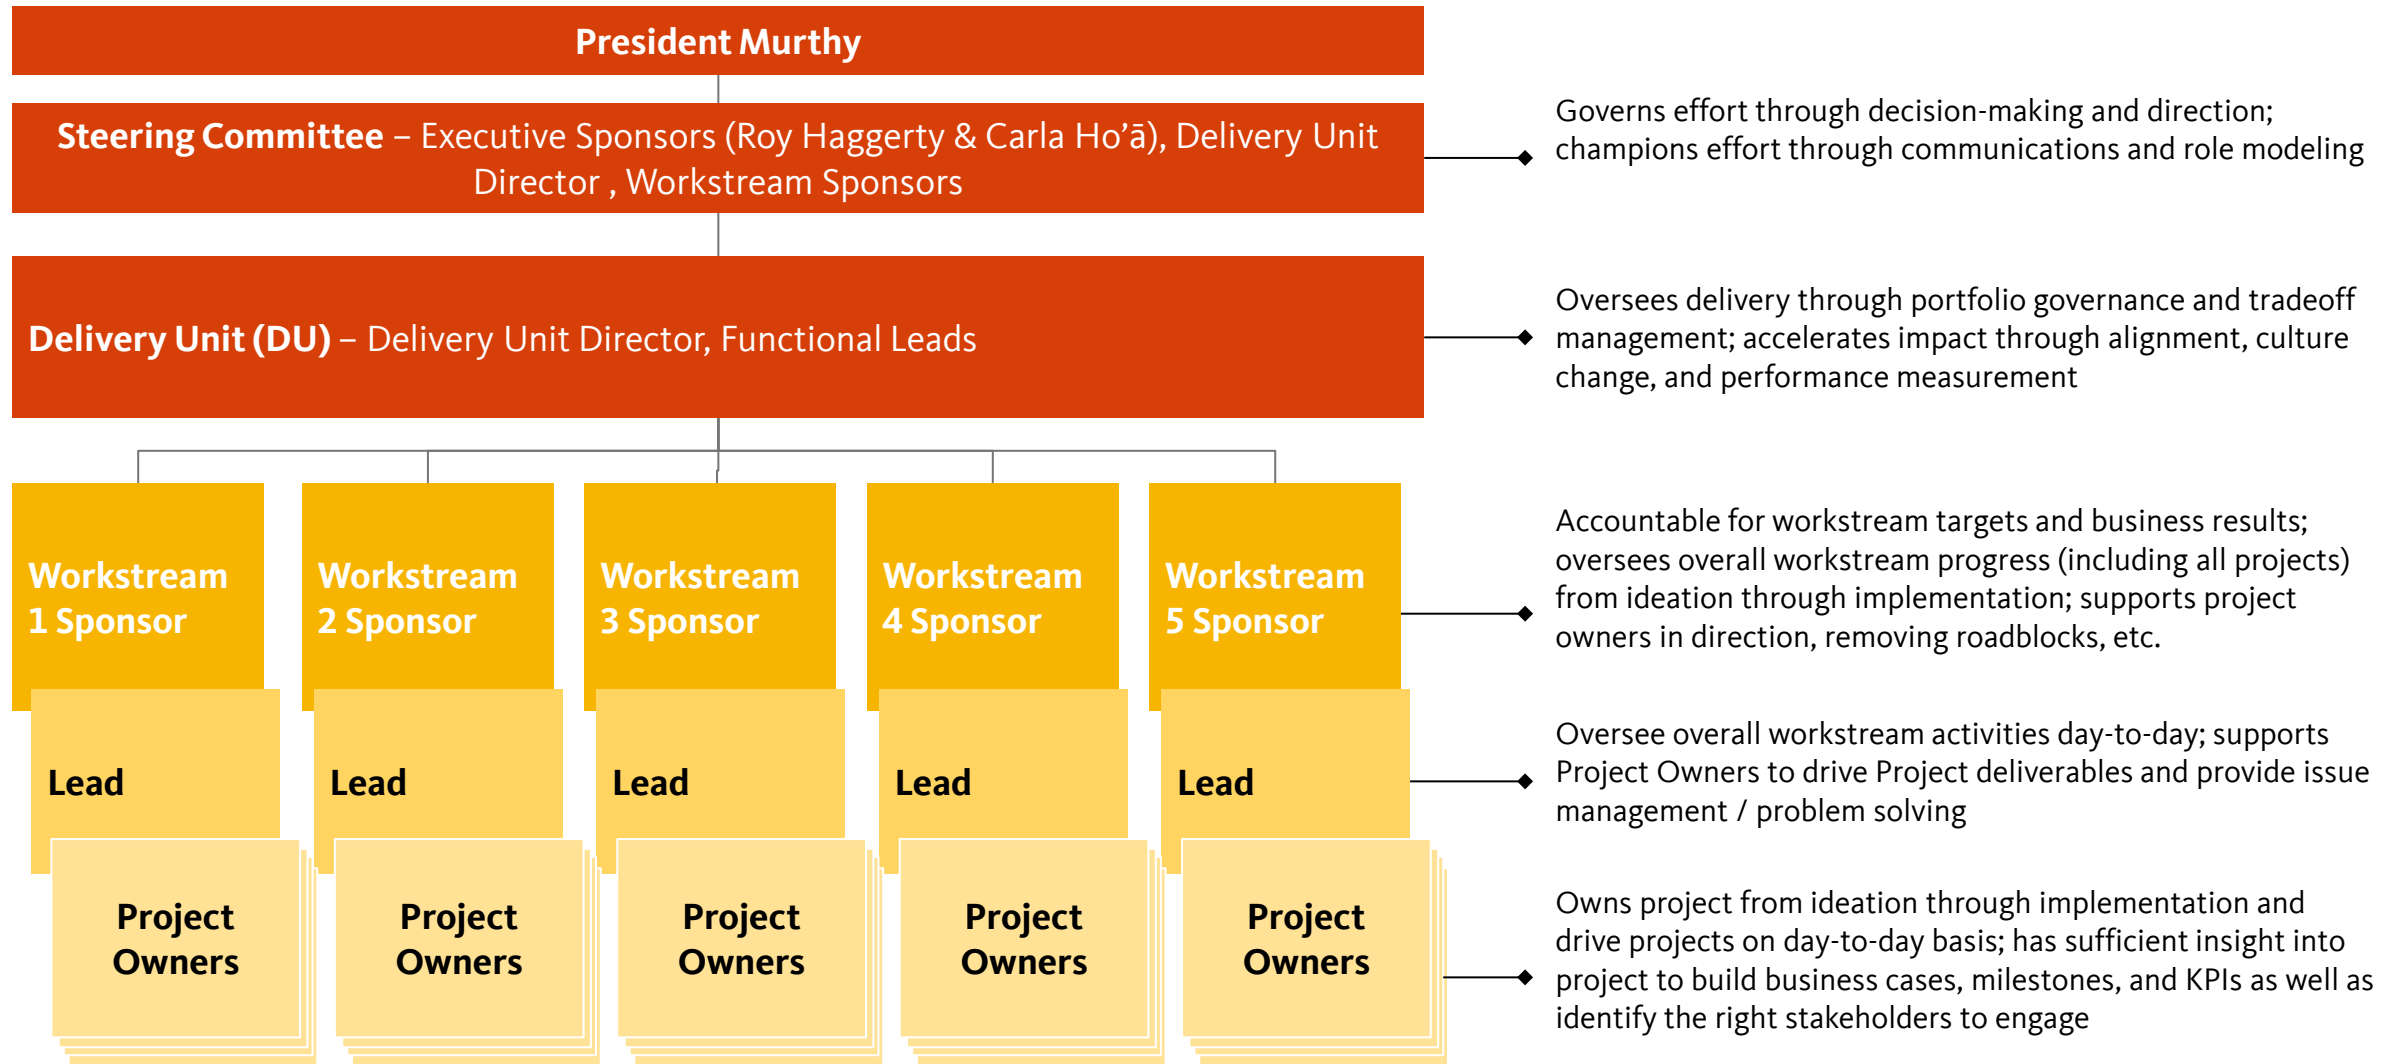 President Murthy
Steering Committee – Executive Sponsors (Roy Haggerty & Carla Ho’ā), Delivery Unit
Director , Workstream Sponsors
Governs effort through decision-making and direction;
champions effort through communications and role modeling
Delivery Unit (DU) – Delivery Unit Director, Functional Leads
Oversees delivery through portfolio governance and tradeoff
management; accelerates impact through alignment, culture
change, and performance measurement
Workstream
1 Sponsor
Workstream
2 Sponsor
Workstream
3 Sponsor
Workstream
4 Sponsor
Workstream
5 Sponsor
Accountable for workstream targets and business results;
oversees overall workstream progress (including all projects)
from ideation through implementation; supports project
owners in direction, removing roadblocks, etc.
Lead
Lead
Lead
Lead
Lead
Oversee overall workstream activities day-to-day; supports
Project Owners to drive Project deliverables and provide issue
management / problem solving
Project
Owners
Project
Owners
Project
Owners
Project
Owners
Project
Owners
Owns project from ideation through implementation and
drive projects on day-to-day basis; has sufficient insight into
project to build business cases, milestones, and KPIs as well as
identify the right stakeholders to engage